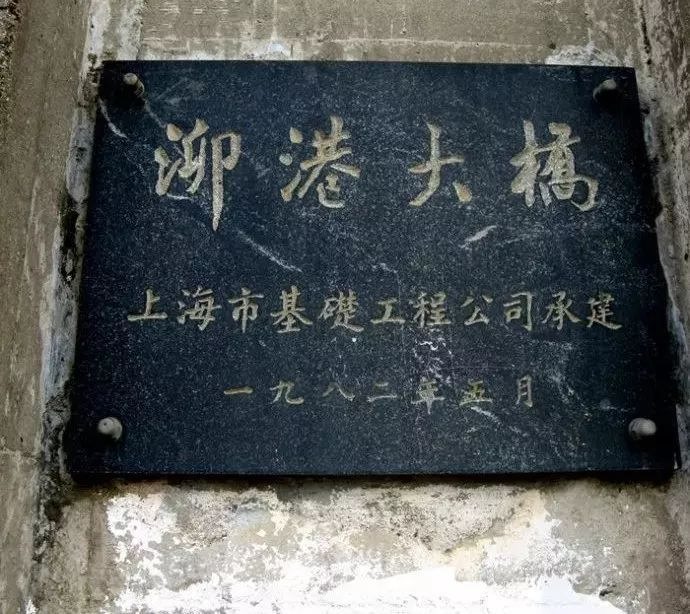 泖港大橋
上海市基礎工程公司承建
一九八二年五月